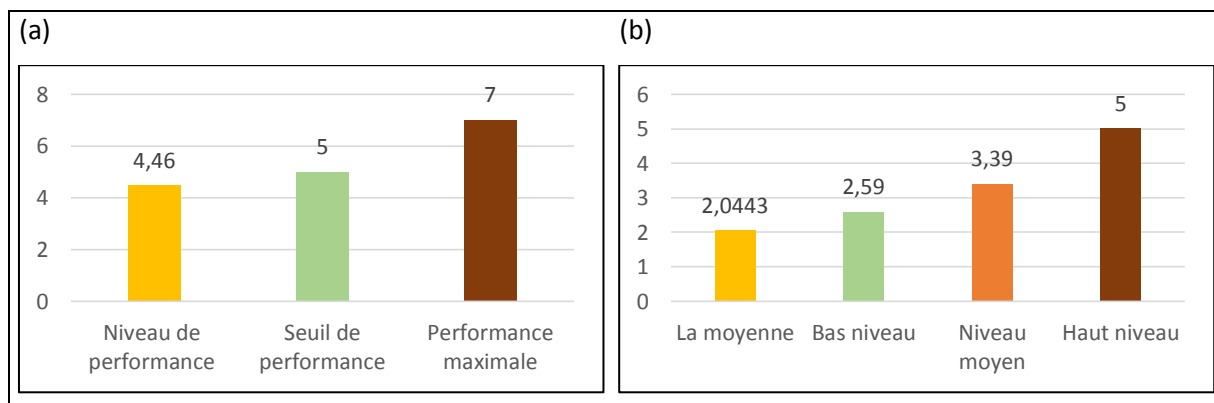 (a)
8
6
4
2
0
4,46
5
7
Niveau de
performance
Seuil de
performance
Performance
maximale
(b)
6
5
4
3
2
1
0
2,0443
2,59
3,39
5
La moyenne
Bas niveau
Niveau
moyen
Haut niveau